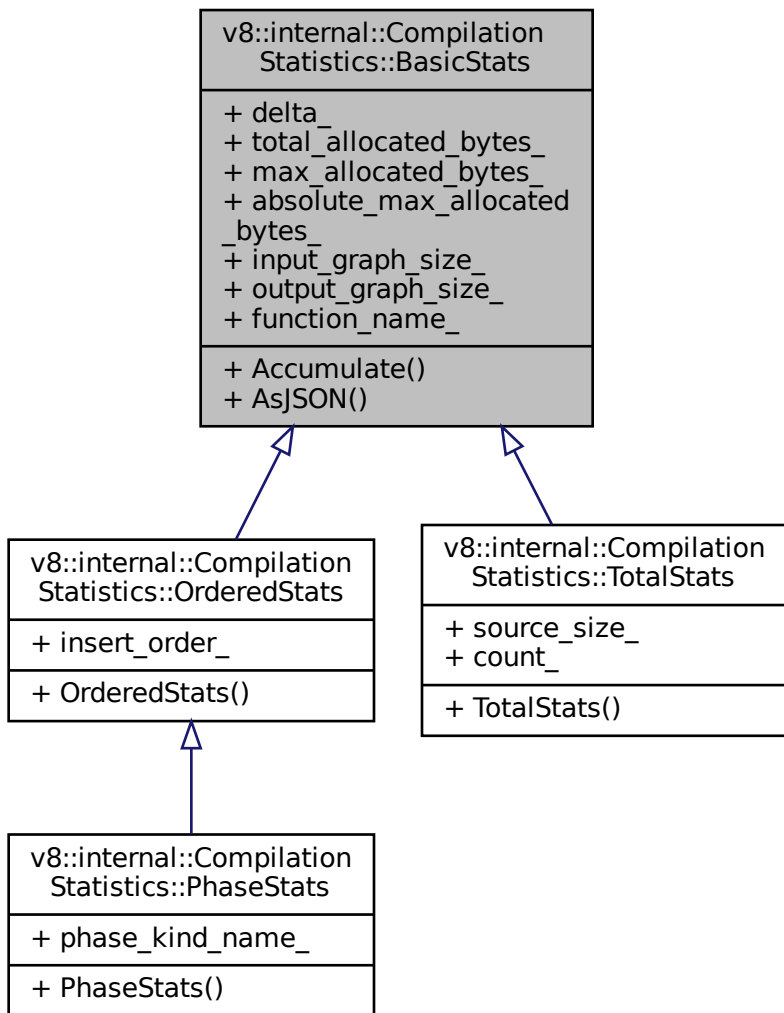 v8::internal::Compilation
Statistics::BasicStats
+ delta_
+ total_allocated_bytes_
+ max_allocated_bytes_
+ absolute_max_allocated
_bytes_
+ input_graph_size_
+ output_graph_size_
+ function_name_
+ Accumulate()
+ AsJSON()
v8::internal::Compilation
Statistics::OrderedStats
+ insert_order_
+ OrderedStats()
v8::internal::Compilation
Statistics::TotalStats
+ source_size_
+ count_
+ TotalStats()
v8::internal::Compilation
Statistics::PhaseStats
+ phase_kind_name_
+ PhaseStats()